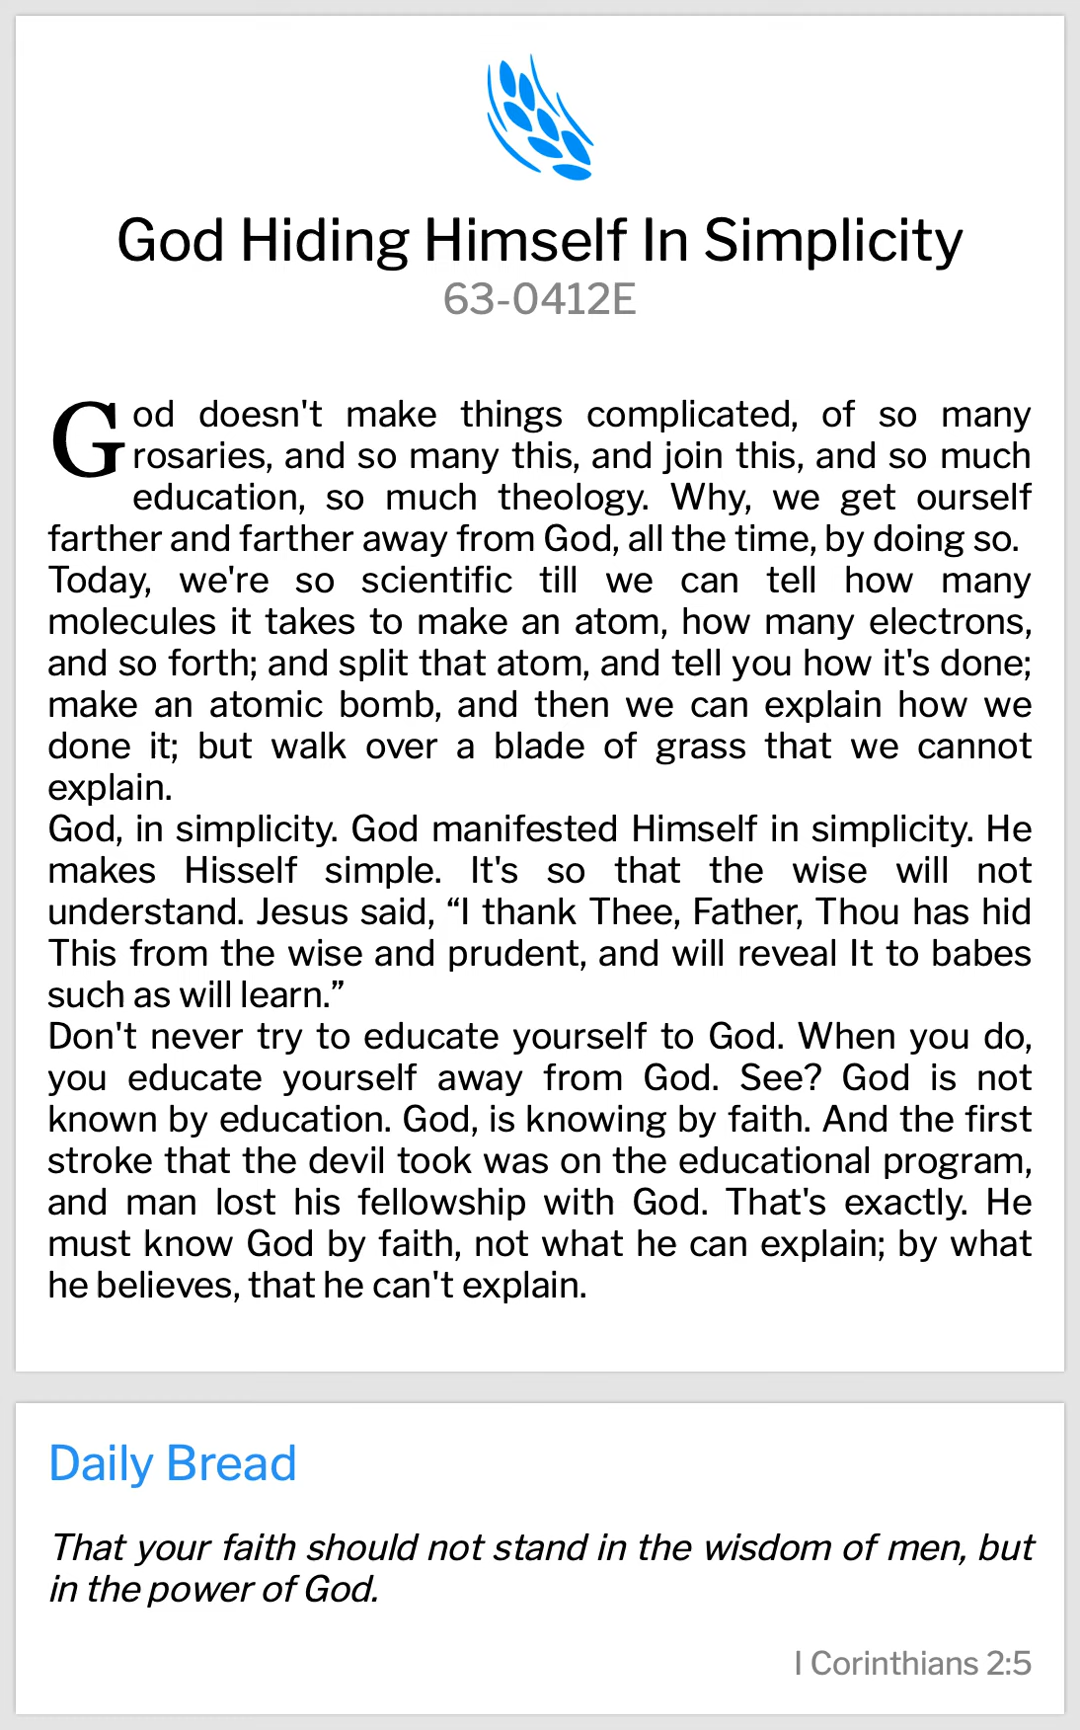 God Hiding Himself In Simplicity
63-0412E
God doesn't make things complicated, of so many
rosaries, and so many this, and join this, and so much
education, so much theology. Why, we get ourself
farther and farther away from God, all the time, by doing so.
Today, we're so scientific till we can tell how many
molecules it takes to make an atom, how many electrons,
and so forth; and split that atom, and tell you how it's done;
make an atomic bomb, and then we can explain how we
done it; but walk over a blade of grass that we cannot
explain.
God, in simplicity. God manifested Himself in simplicity. He
makes Hisself simple. It's so that the wise will not
understand. Jesus said, “I thank Thee, Father, Thou has hid
This from the wise and prudent, and will reveal It to babes
such as will learn.”
Don't never try to educate yourself to God. When you do,
you educate yourself away from God. See? God is not
known by education. God, is knowing by faith. And the first
stroke that the devil took was on the educational program,
and man lost his fellowship with God. That's exactly. He
must know God by faith, not what he can explain; by what
he believes, that he can't explain.
Daily Bread
That your faith should not stand in the wisdom of men, but
in the power of God.
I Corinthians 2:5